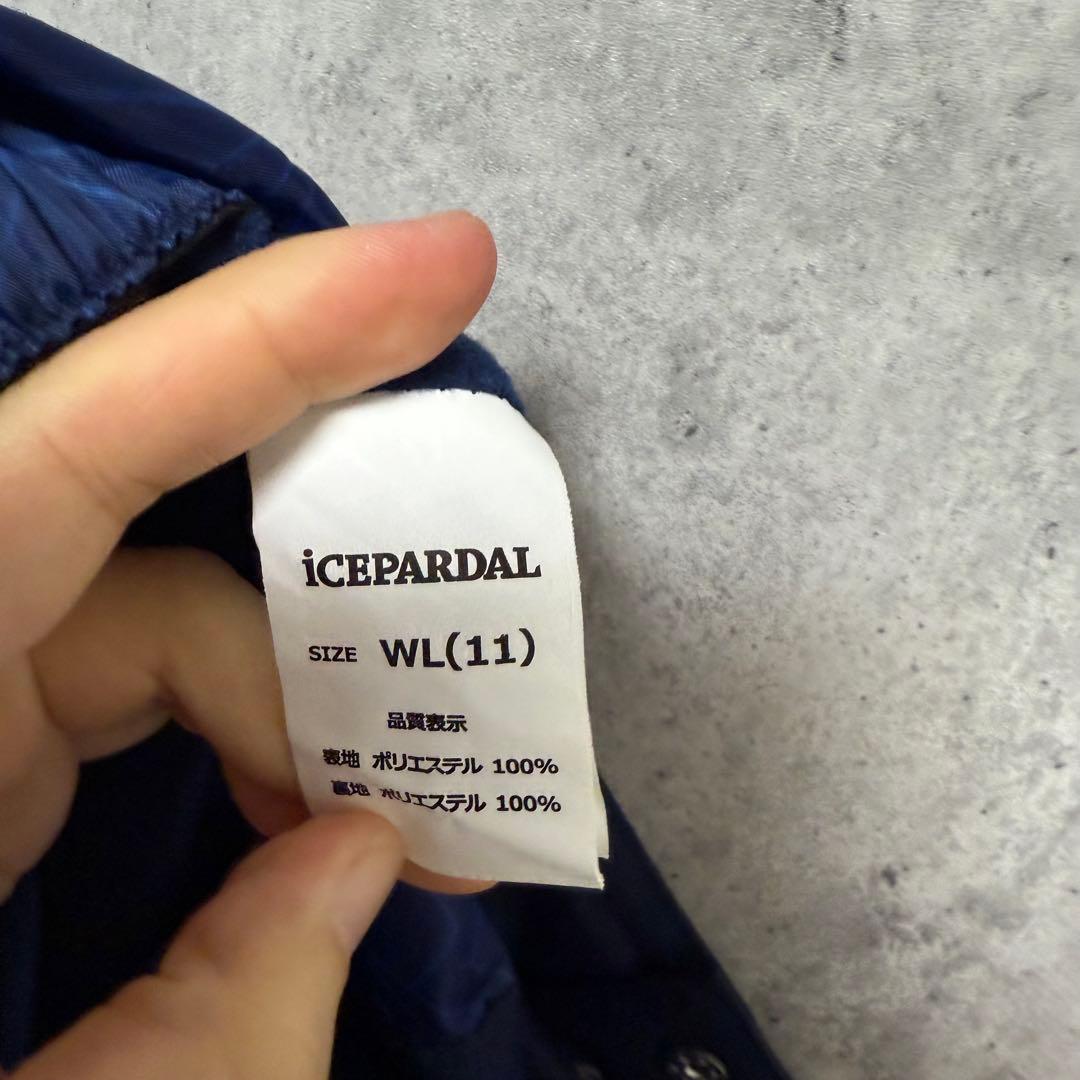 iCEPARDAL
SIZE WL(11)
品質表示
表地 ポリエステル 100%
裏地 ポリエステル 100%